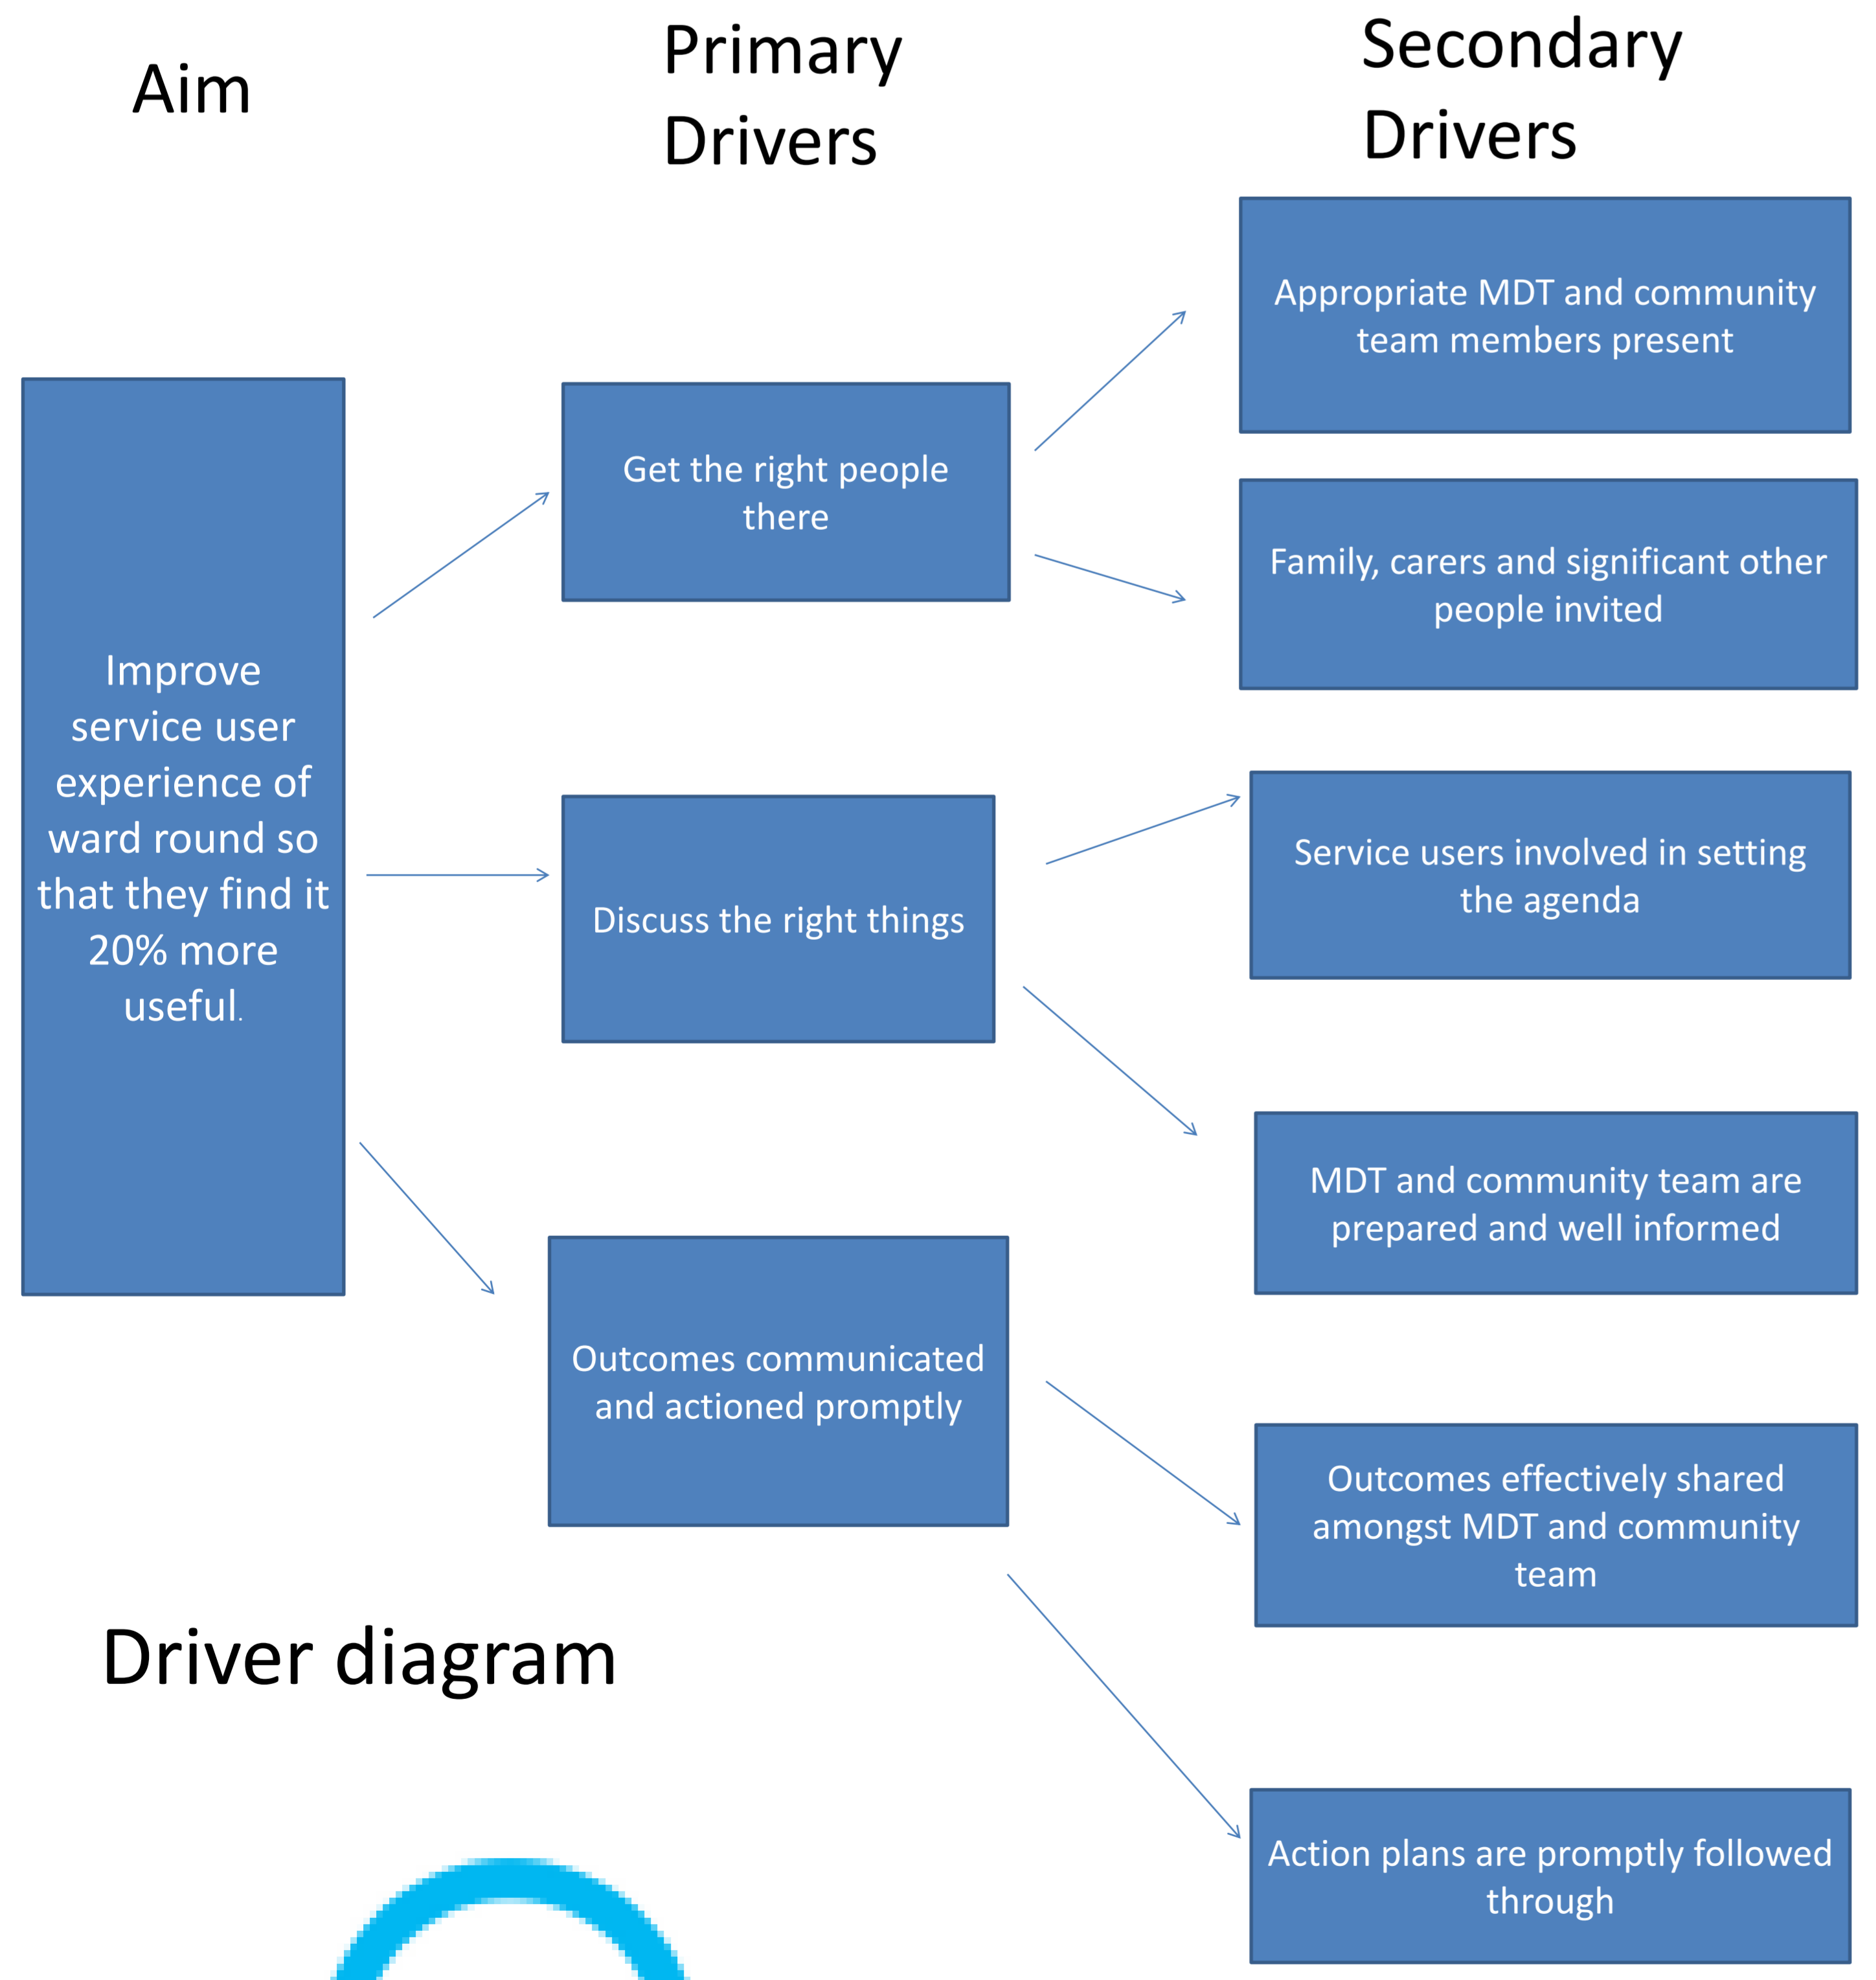 Aim
Primary
Drivers
Secondary
Drivers
Improve
service user
experience of
ward round so
that they find it
20% more
useful.
Get the right people
there
Discuss the right things
Outcomes communicated
and actioned promptly
Appropriate MDT and community
team members present
Family, carers and significant other
people invited
Service users involved in setting
the agenda
MDT and community team are
prepared and well informed
Outcomes effectively shared
amongst MDT and community
team
Action plans are promptly followed
through
Driver diagram